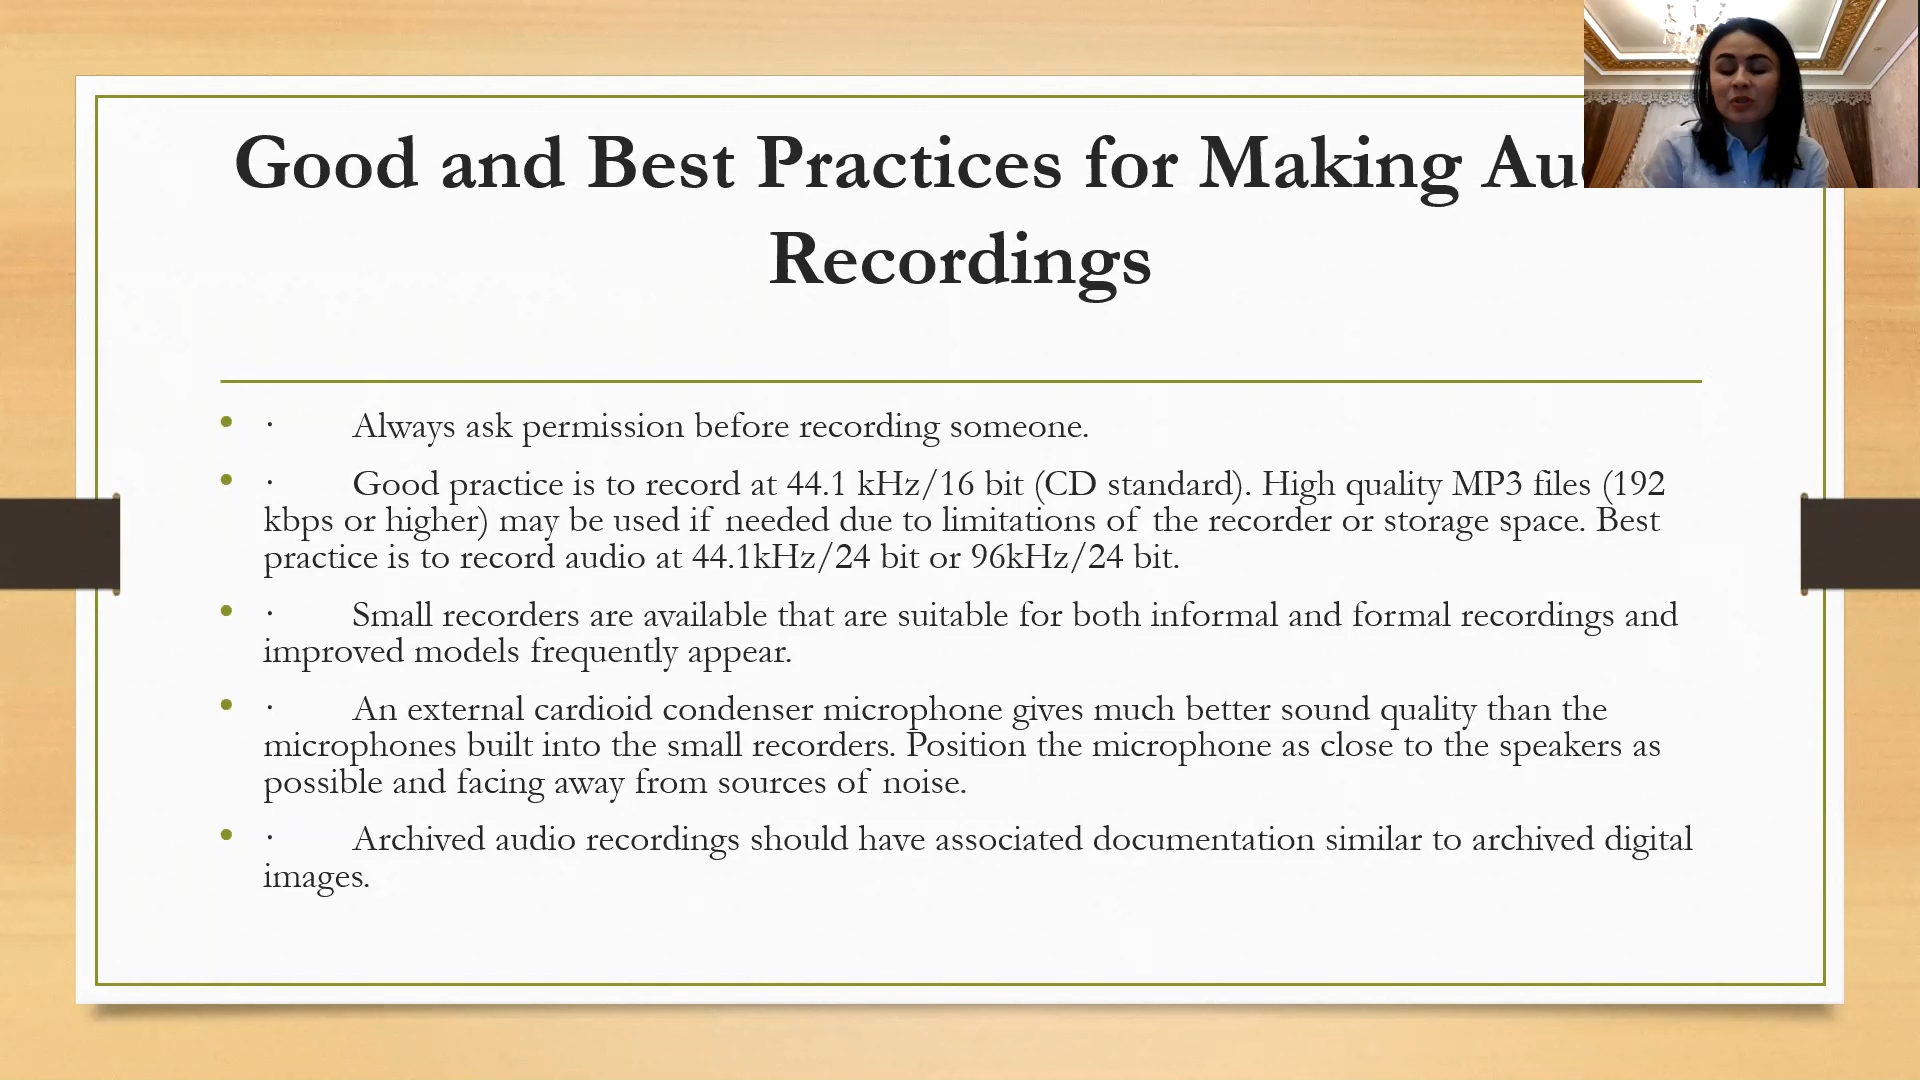 Good and Best Practices for Making
Recordings
· Always ask permission before recording someone.
· Good practice is to record at 44.1 kHz/16 bit (CD standard). High quality MP3 files (192
kbps or higher) may be used if needed due to limitations of the recorder or storage space. Best
practice is to record audio at 44.1kHz/24 bit or 96kHz/24 bit.
· Small recorders are available that are suitable for both informal and formal recordings and
improved models frequently appear.
· An external cardioid condenser microphone gives much better sound quality than the
microphones built into the small recorders. Position the microphone as close to the speakers as
possible and facing away from sources of noise.
· Archived audio recordings should have associated documentation similar to archived digital
images.